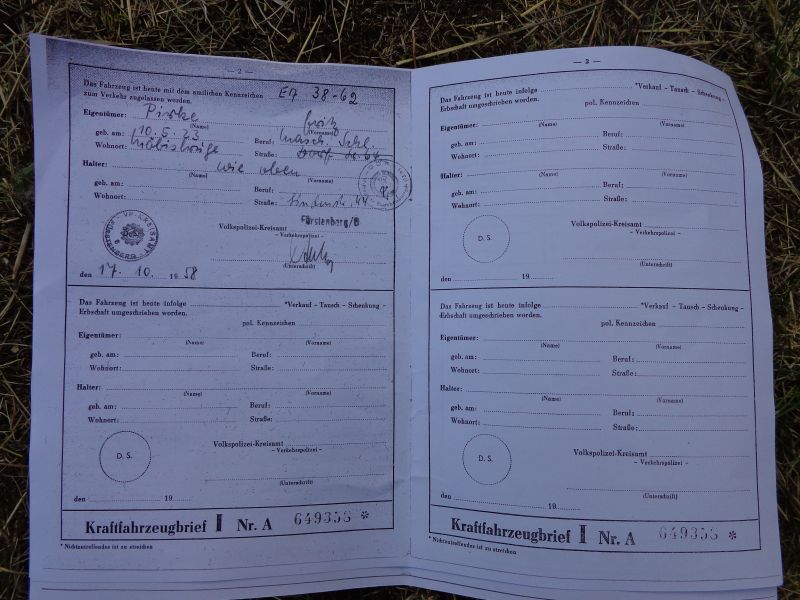 — 2 —
Das Fahrzeug ist heute mit dem amtlichen Kennzeichen
zum Verkehr zugelassen worden. 38-62
Eigentümer:
(Name) (Vorname)
geb. am: 10. 5. 23 Beruf:
Wohnort: Straße:
Halter: wie oben
(Name) (Vorname)
geb. am: Beruf:
Wohnort: Straße:
Volkspolizei-Kreisamt Fürstenberg/O
– Verkehrspolizei –
(Unterschrift)
den 17. 10. 1958
Das Fahrzeug ist heute infolge *Verkauf – Tausch – Schenkung –
Erbschaft umgeschrieben worden.
pol. Kennzeichen
Eigentümer:
(Name) (Vorname)
geb. am: Beruf:
Wohnort: Straße:
Halter:
(Name) (Vorname)
geb. am: Beruf:
Wohnort: Straße:
D. S.
Volkspolizei-Kreisamt
– Verkehrspolizei –
(Unterschrift)
den 19
Kraftfahrzeugbrief I Nr. A 649358 *
* Nichtzutreffendes ist zu streichen
— 3 —
Das Fahrzeug ist heute infolge *Verkauf – Tausch – Schenkung –
Erbschaft umgeschrieben worden.
pol. Kennzeichen
Eigentümer:
(Name) (Vorname)
geb. am: Beruf:
Wohnort: Straße:
Halter:
(Name) (Vorname)
geb. am: Beruf:
Wohnort: Straße:
D. S.
Volkspolizei-Kreisamt
– Verkehrspolizei –
(Unterschrift)
den 19
Das Fahrzeug ist heute infolge *Verkauf – Tausch – Schenkung –
Erbschaft umgeschrieben worden.
pol. Kennzeichen
Eigentümer:
(Name) (Vorname)
geb. am: Beruf:
Wohnort: Straße:
Halter:
(Name) (Vorname)
geb. am: Beruf:
Wohnort: Straße:
D. S.
Volkspolizei-Kreisamt
– Verkehrspolizei –
(Unterschrift)
den 19
Kraftfahrzeugbrief I Nr. A 649358 *
* Nichtzutreffendes ist zu streichen